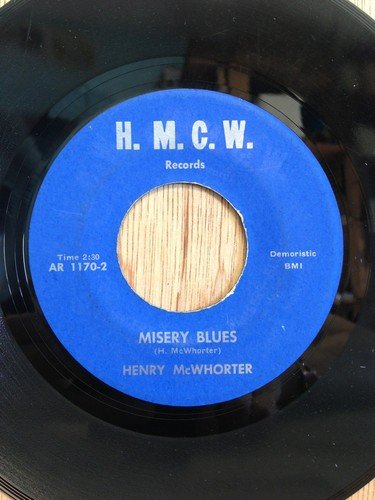 H. M. C. W.
Records
Time 2:30
AR 1170-2
Demoristic
BMI
MISERY BLUES
(H. McWhorter)
HENRY McWHORTER